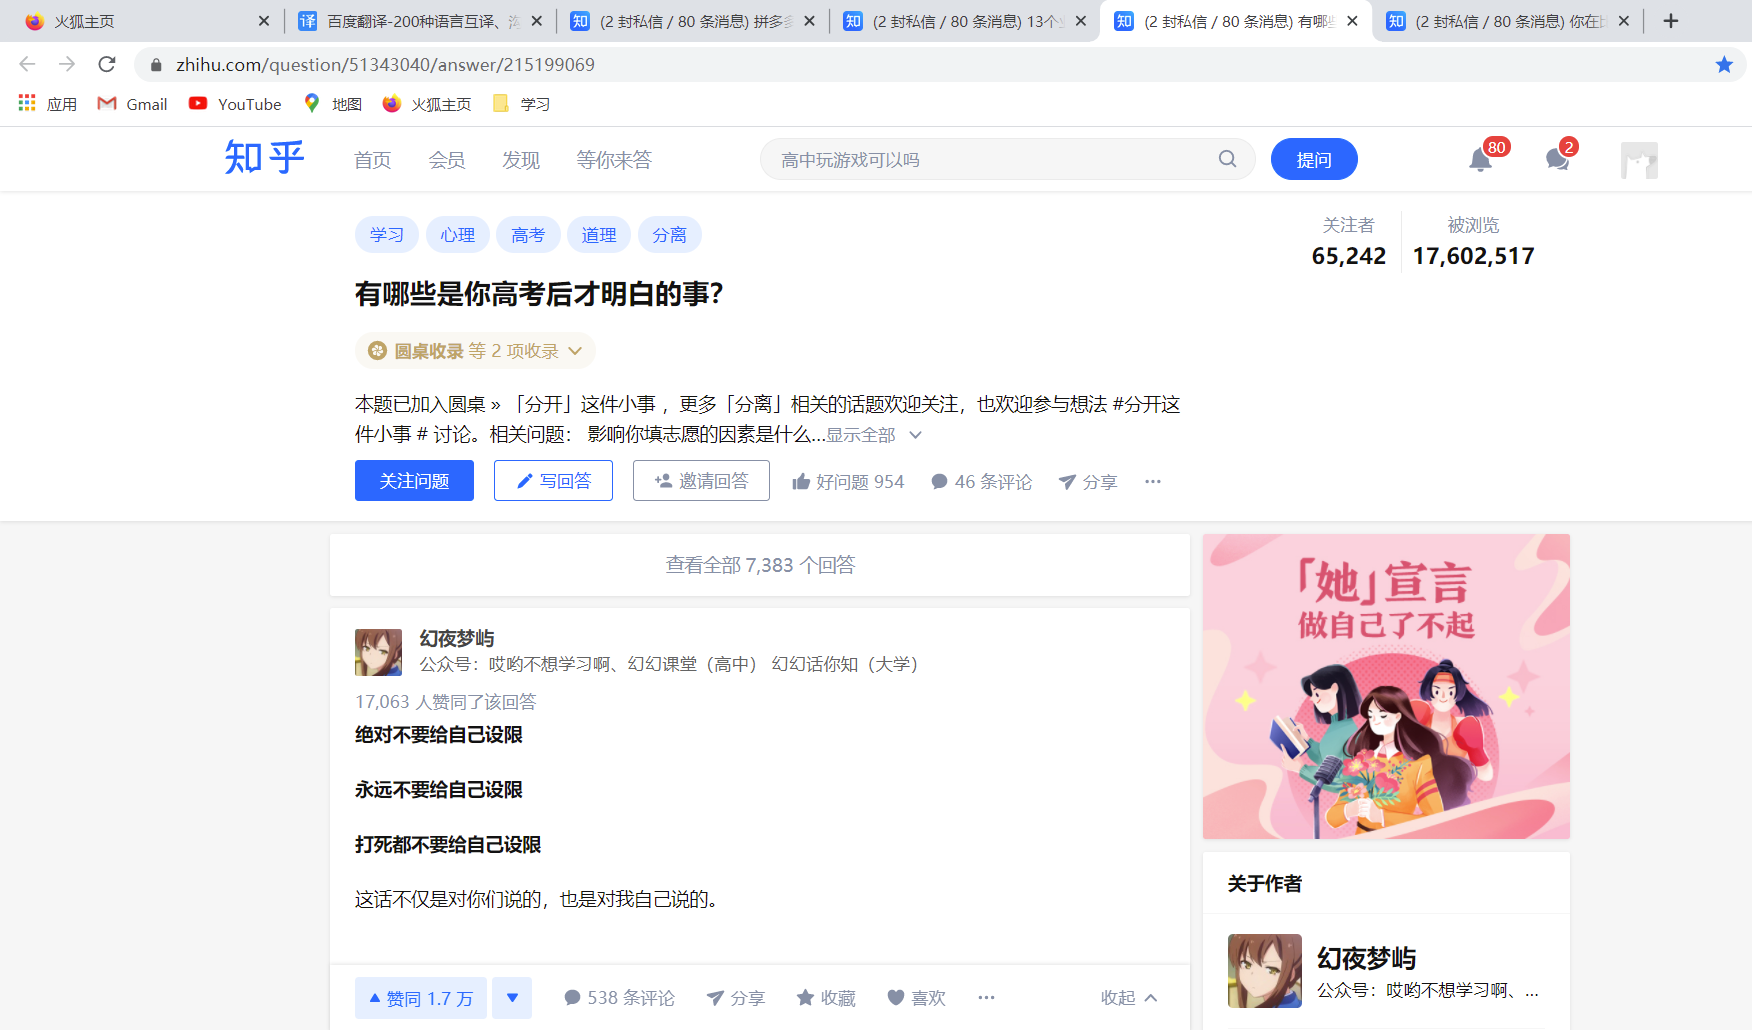 火狐主页
百度翻译-200种语言互译、沟
(2 封私信 / 80 条消息) 拼多多
(2 封私信 / 80 条消息) 13个
(2 封私信 / 80 条消息) 有哪些
(2 封私信 / 80 条消息) 你在
zhihu.com/question/51343040/answer/215199069
应用
Gmail
YouTube
地图
火狐主页
学习
知乎
首页
会员
发现
等你来答
高中玩游戏可以吗
提问
80
2
学习
心理
高考
道理
分离
关注者
65,242
被浏览
17,602,517
有哪些是你高考后才明白的事？
圆桌收录 等 2 项收录
本题已加入圆桌 » 「分开」这件小事 ，更多「分离」相关的话题欢迎关注，也欢迎参与想法 #分开这
件小事 # 讨论。相关问题： 影响你填志愿的因素是什么...显示全部
关注问题
写回答
邀请回答
好问题 954
46 条评论
分享
查看全部 7,383 个回答
幻夜梦屿
公众号：哎哟不想学习啊、幻幻课堂（高中） 幻幻话你知（大学）
17,063 人赞同了该回答
绝对不要给自己设限
永远不要给自己设限
打死都不要给自己设限
这话不仅是对你们说的，也是对我自己说的。
赞同 1.7 万
538 条评论
分享
收藏
喜欢
收起
「她」宣言
做自己了不起
关于作者
幻夜梦屿
公众号：哎哟不想学习啊、...